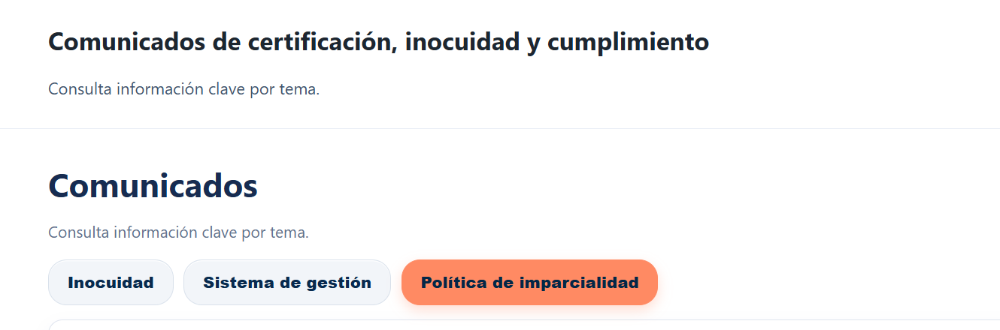 Comunicados de certificación, inocuidad y cumplimiento
Consulta información clave por tema.
Comunicados
Consulta información clave por tema.
Inocuidad
Sistema de gestión
Política de imparcialidad